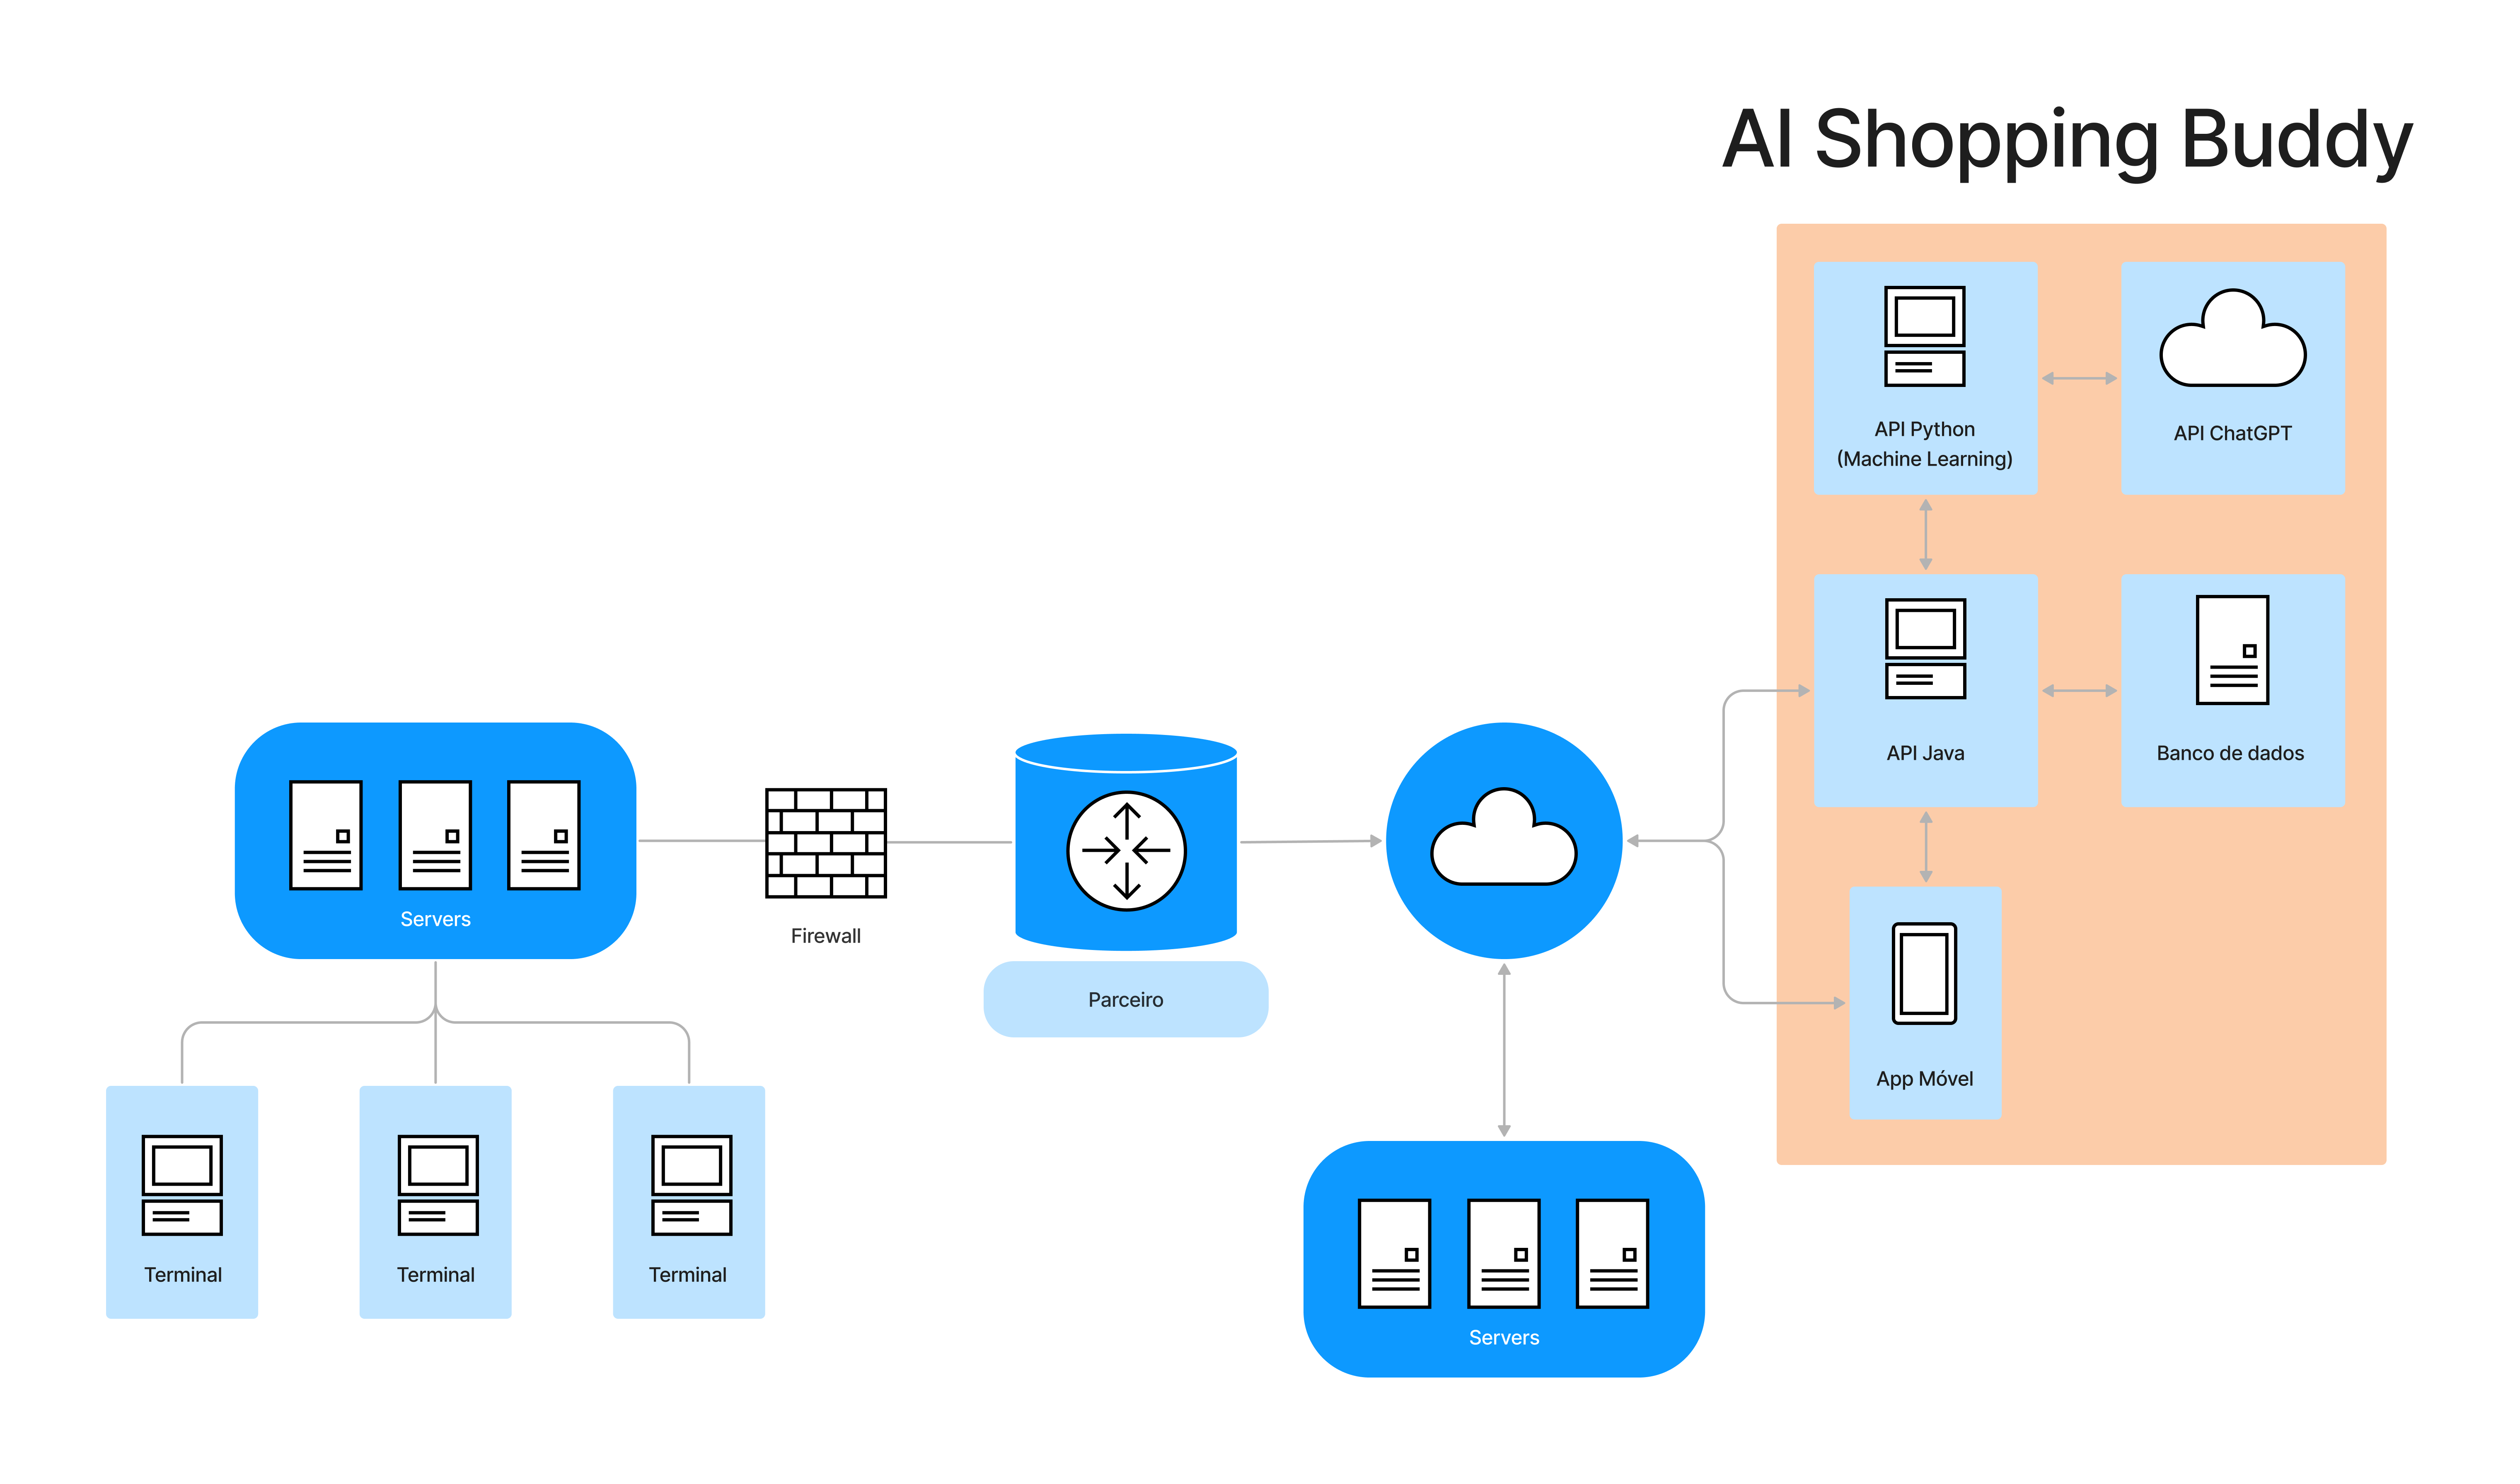 AI Shopping Buddy
API Python
(Machine Learning)
API ChatGPT
API Java
Banco de dados
Servers
Firewall
Parceiro
App Móvel
Terminal
Terminal
Terminal
Servers